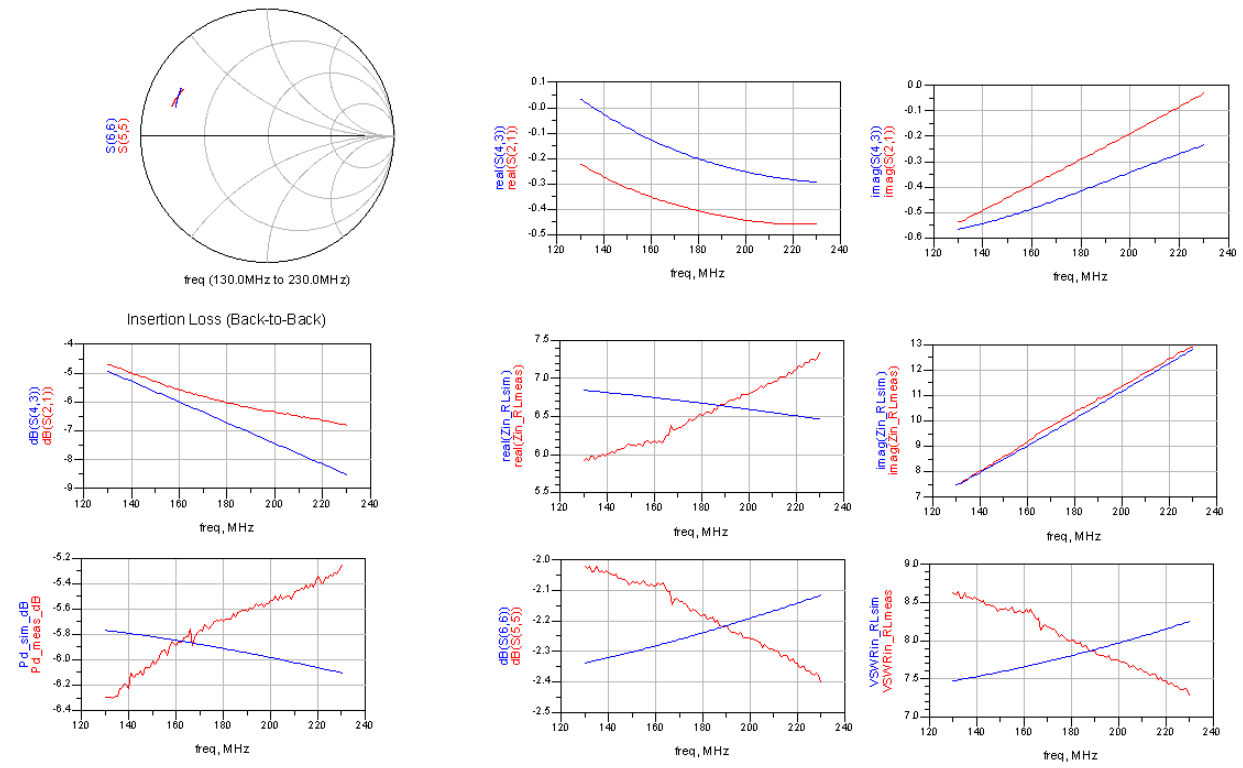 S(6,6)
S(5,5)
freq (130.0MHz to 230.0MHz)
real(S(4,3))
real(S(2,1))
0.1
-0.0
-0.1
-0.2
-0.3
-0.4
-0.5
120 140 160 180 200 220 240
freq, MHz
imag(S(4,3))
imag(S(2,1))
0.0
-0.1
-0.2
-0.3
-0.4
-0.5
-0.6
120 140 160 180 200 220 240
freq, MHz
Insertion Loss (Back-to-Back)
dB(S(4,3))
dB(S(2,1))
-4
-5
-6
-7
-8
-9
120 140 160 180 200 220 240
freq, MHz
real(Zin_RLsim)
real(Zin_RLmeas)
7.5
7.0
6.5
6.0
5.5
120 140 160 180 200 220 240
freq, MHz
imag(Zin_RLsim)
imag(Zin_RLmeas)
13
12
11
10
9
8
7
120 140 160 180 200 220 240
freq, MHz
Pd_sim_dB
Pd_meas_dB
-5.2
-5.4
-5.6
-5.8
-6.0
-6.2
-6.4
120 140 160 180 200 220 240
freq, MHz
dB(S(6,6))
dB(S(5,5))
-2.0
-2.1
-2.2
-2.3
-2.4
-2.5
120 140 160 180 200 220 240
freq, MHz
VSWRin_RLsim
VSWRin_RLmeas
9.0
8.5
8.0
7.5
7.0
120 140 160 180 200 220 240
freq, MHz